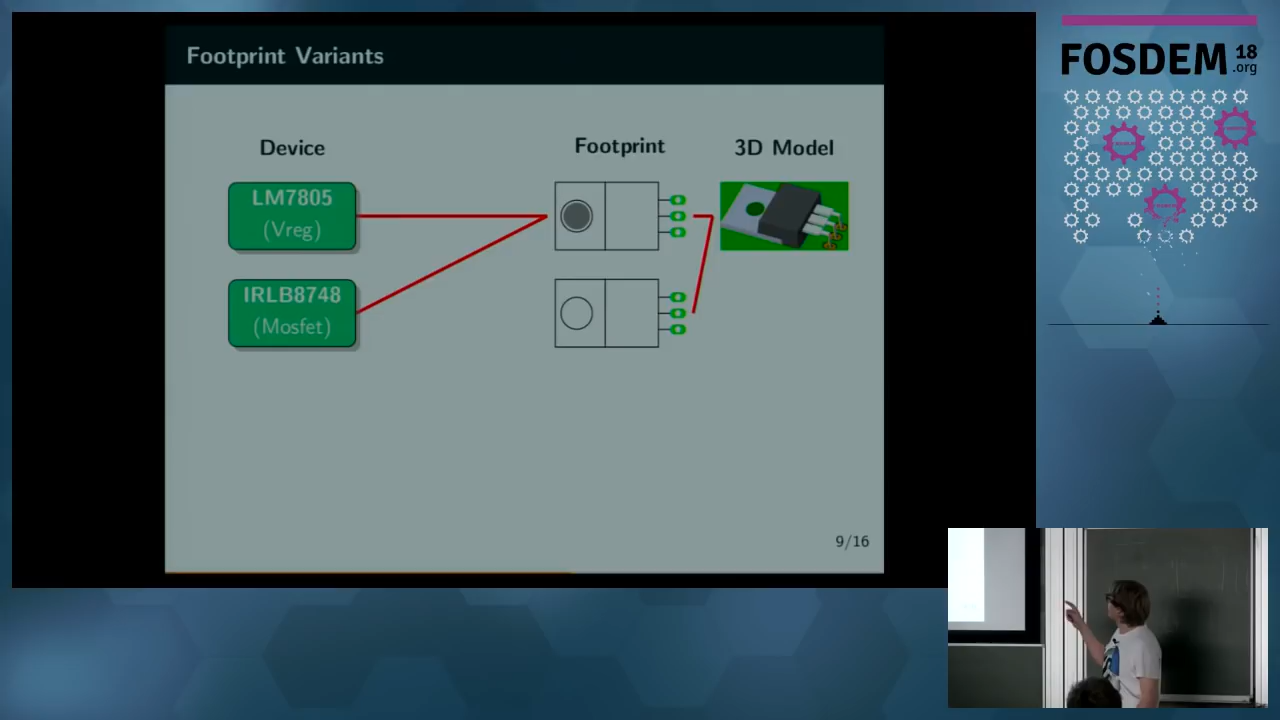 Footprint Variants
Device
Footprint
3D Model
LM7805
(Vreg)
IRLB8748
(Mosfet)
9/16
FOSDEM 18
.org